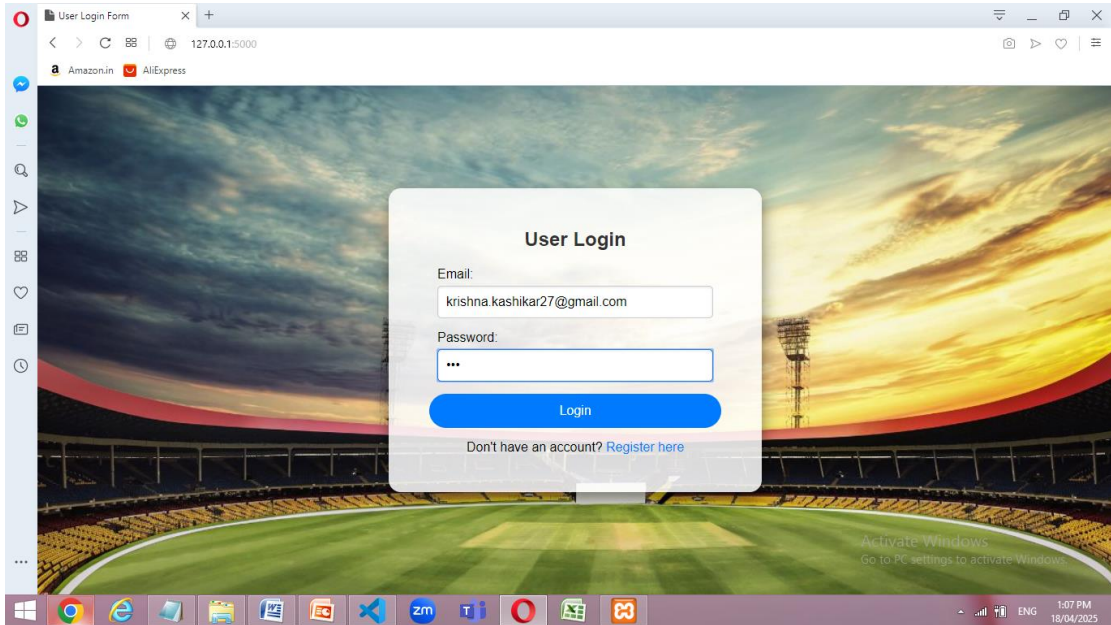 User Login Form
127.0.0.1:5000
Amazon.in AliExpress
User Login
Email:
krishna.kashikar27@gmail.com
Password:
•••
Login
Don't have an account? Register here
Activate Windows
Go to PC settings to activate Windows.
zm
ENG
1:07 PM
18/04/2025